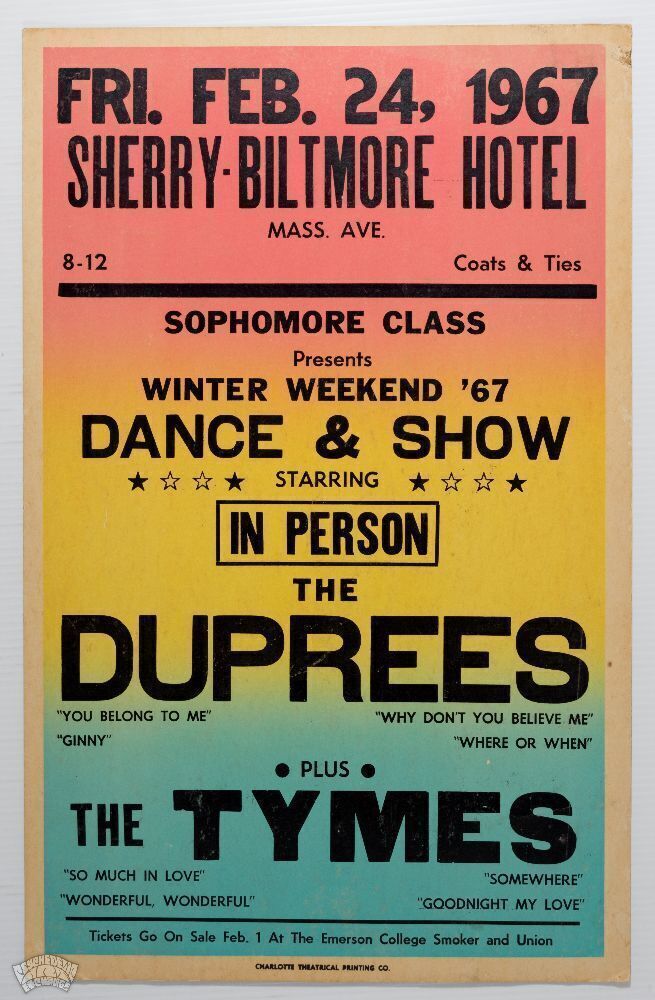 FRI. FEB. 24, 1967
SHERRY-BILTMORE HOTEL
MASS. AVE.
8-12 Coats & Ties
SOPHOMORE CLASS
Presents
WINTER WEEKEND '67
DANCE & SHOW
★ ☆ ☆ ★ STARRING ★ ☆ ☆ ★
IN PERSON
THE
DUPREES
"YOU BELONG TO ME" "WHY DON'T YOU BELIEVE ME"
"GINNY" "WHERE OR WHEN"
● PLUS ●
THE TYMES
"SO MUCH IN LOVE" "SOMEWHERE"
"WONDERFUL, WONDERFUL" "GOODNIGHT MY LOVE"
Tickets Go On Sale Feb. 1 At The Emerson College Smoker and Union
CHARLOTTE THEATRICAL PRINTING CO.